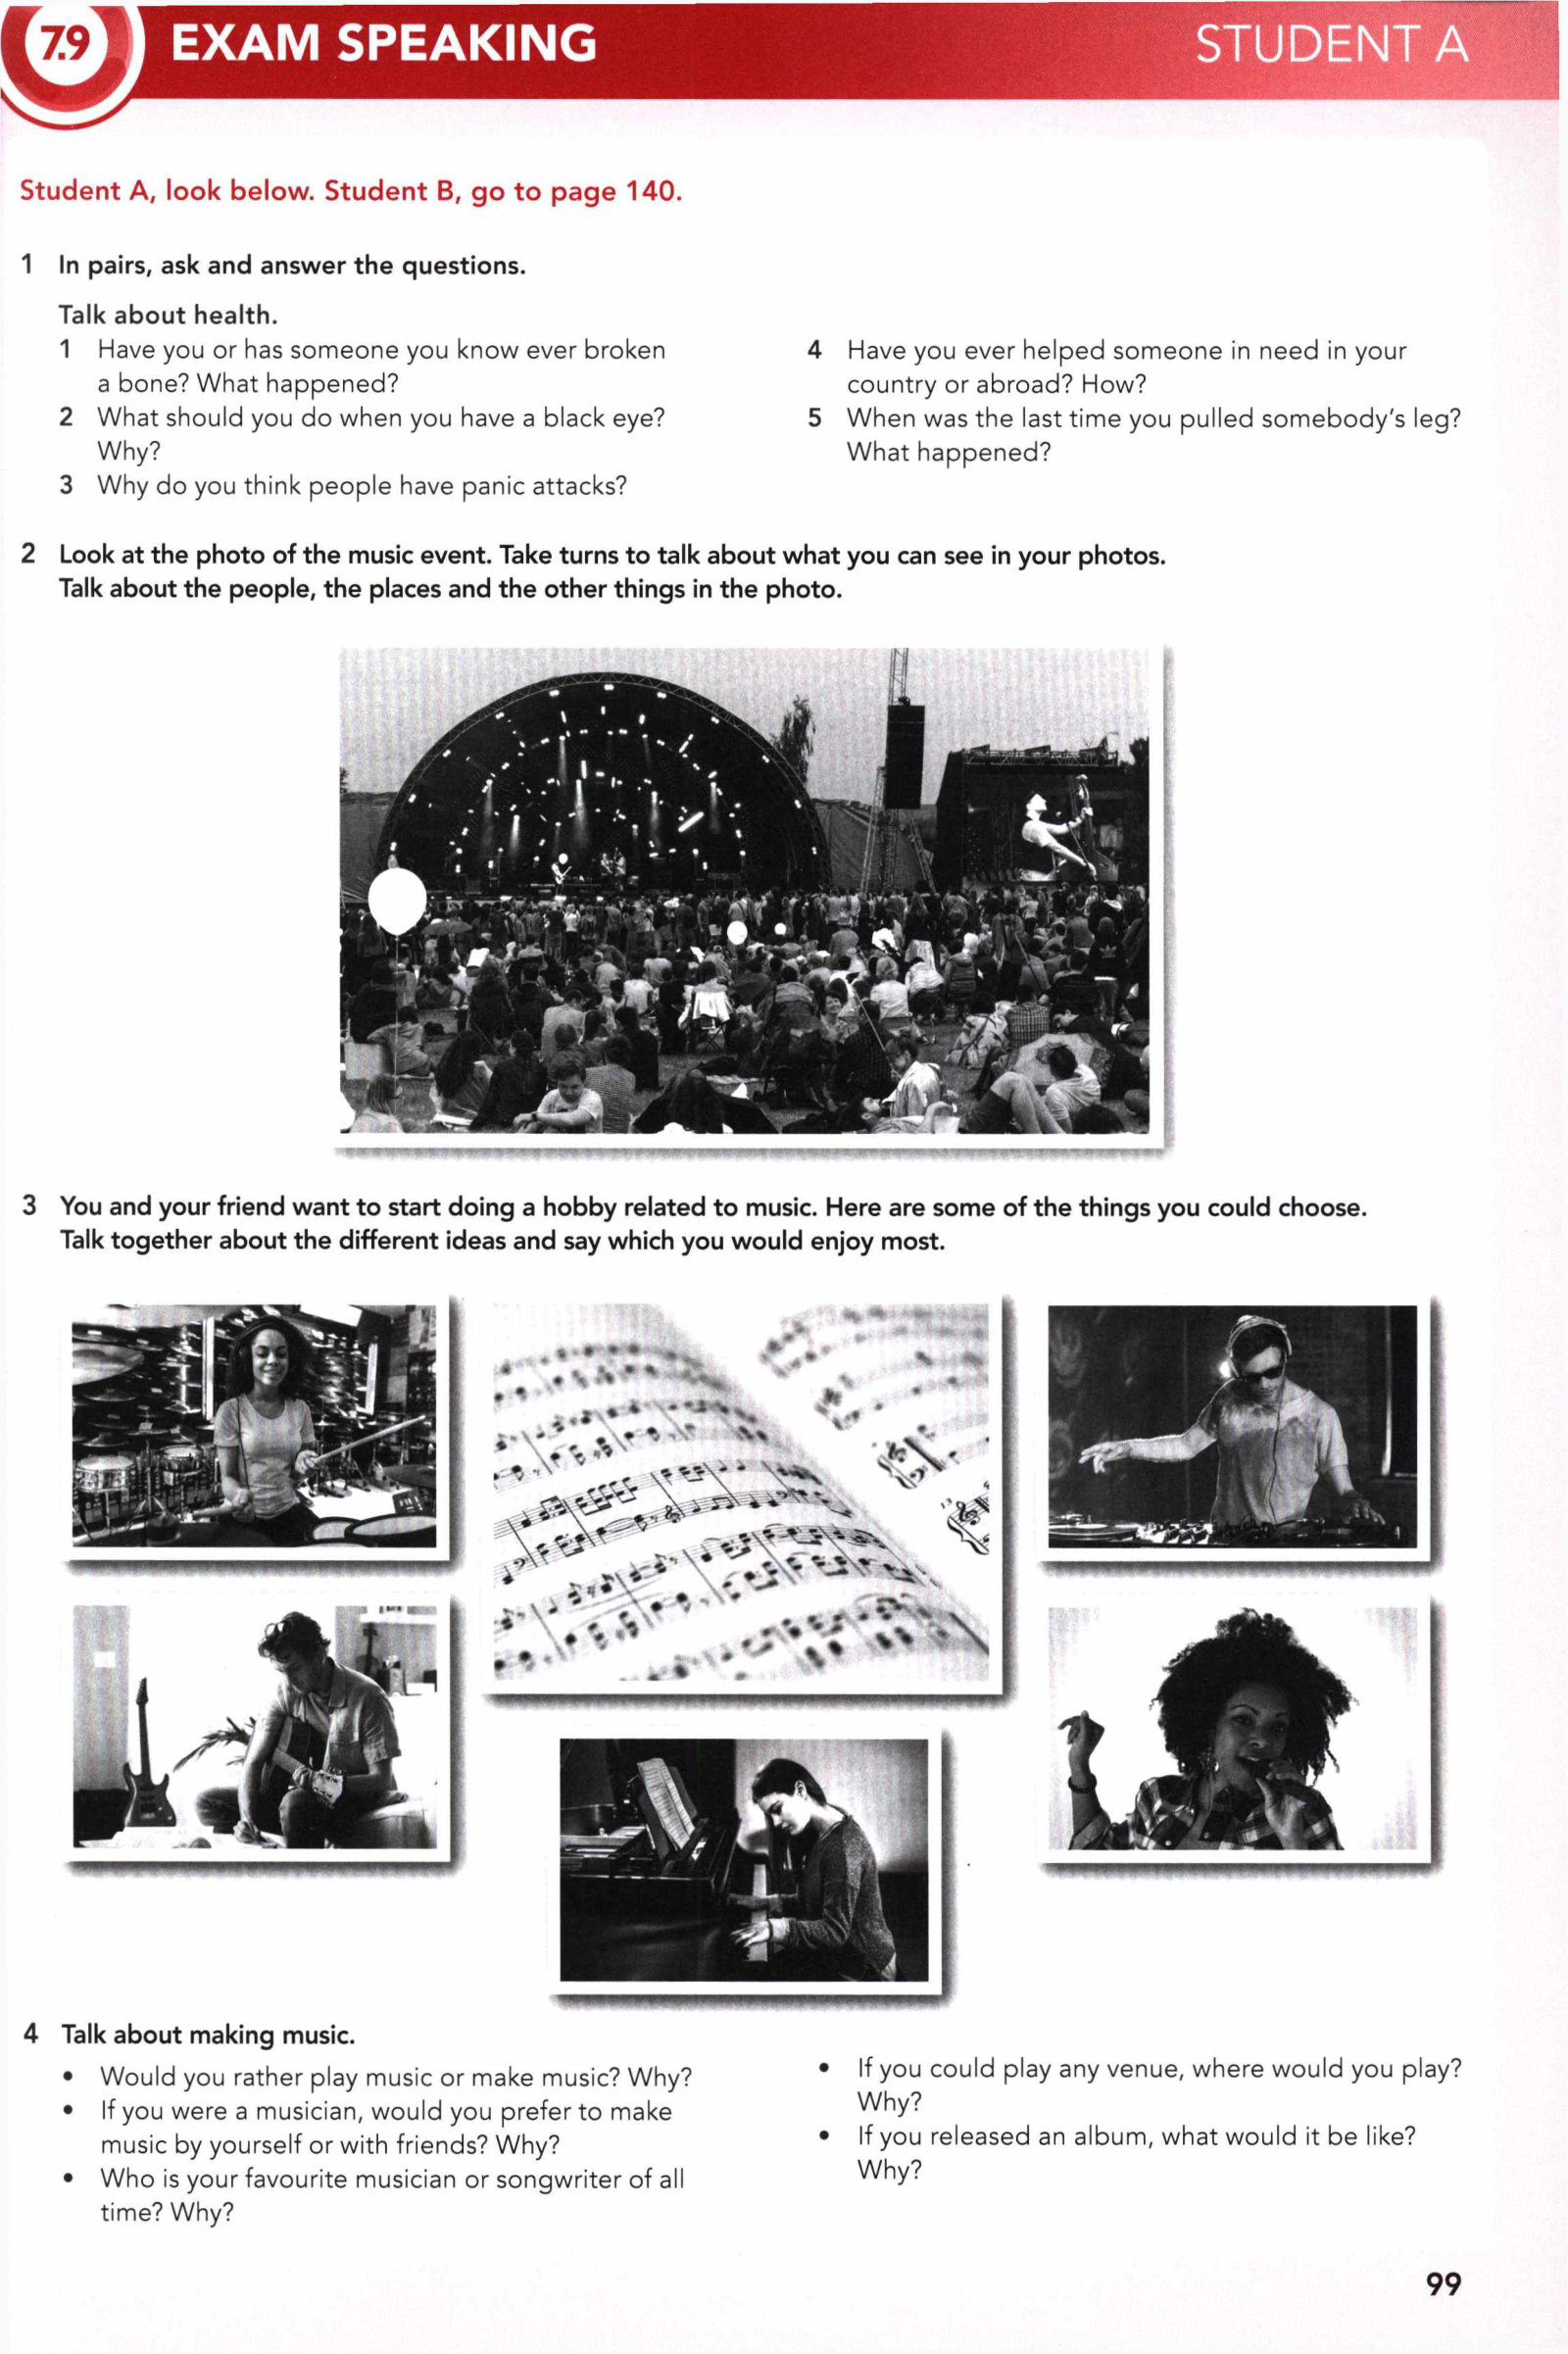 7.9 EXAM SPEAKING
STUDENT A
Student A, look below. Student B, go to page 140.
1 In pairs, ask and answer the questions.
Talk about health.
1 Have you or has someone you know ever broken
a bone? What happened?
2 What should you do when you have a black eye?
Why?
3 Why do you think people have panic attacks?
4 Have you ever helped someone in need in your
country or abroad? How?
5 When was the last time you pulled somebody's leg?
What happened?
2 Look at the photo of the music event. Take turns to talk about what you can see in your photos.
Talk about the people, the places and the other things in the photo.
3 You and your friend want to start doing a hobby related to music. Here are some of the things you could choose.
Talk together about the different ideas and say which you would enjoy most.
4 Talk about making music.
• Would you rather play music or make music? Why?
• If you were a musician, would you prefer to make
music by yourself or with friends? Why?
• Who is your favourite musician or songwriter of all
time? Why?
• If you could play any venue, where would you play?
Why?
• If you released an album, what would it be like?
Why?
99